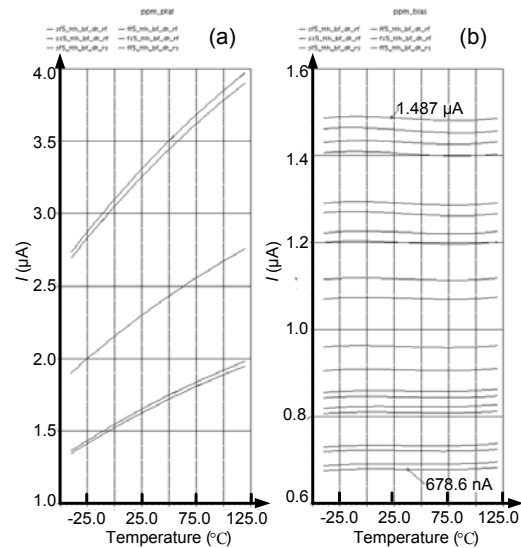 ppm_ptat
(a)
4.0
3.5
3.0
2.5
2.0
1.5
1.0
I (μA)
-25.0 25.0 75.0 125.0
Temperature (°C)
ppm_bias
(b)
1.6
1.4
1.2
1.0
0.8
0.6
I (μA)
1.487 μA
678.6 nA
-25.0 25.0 75.0 125.0
Temperature (°C)